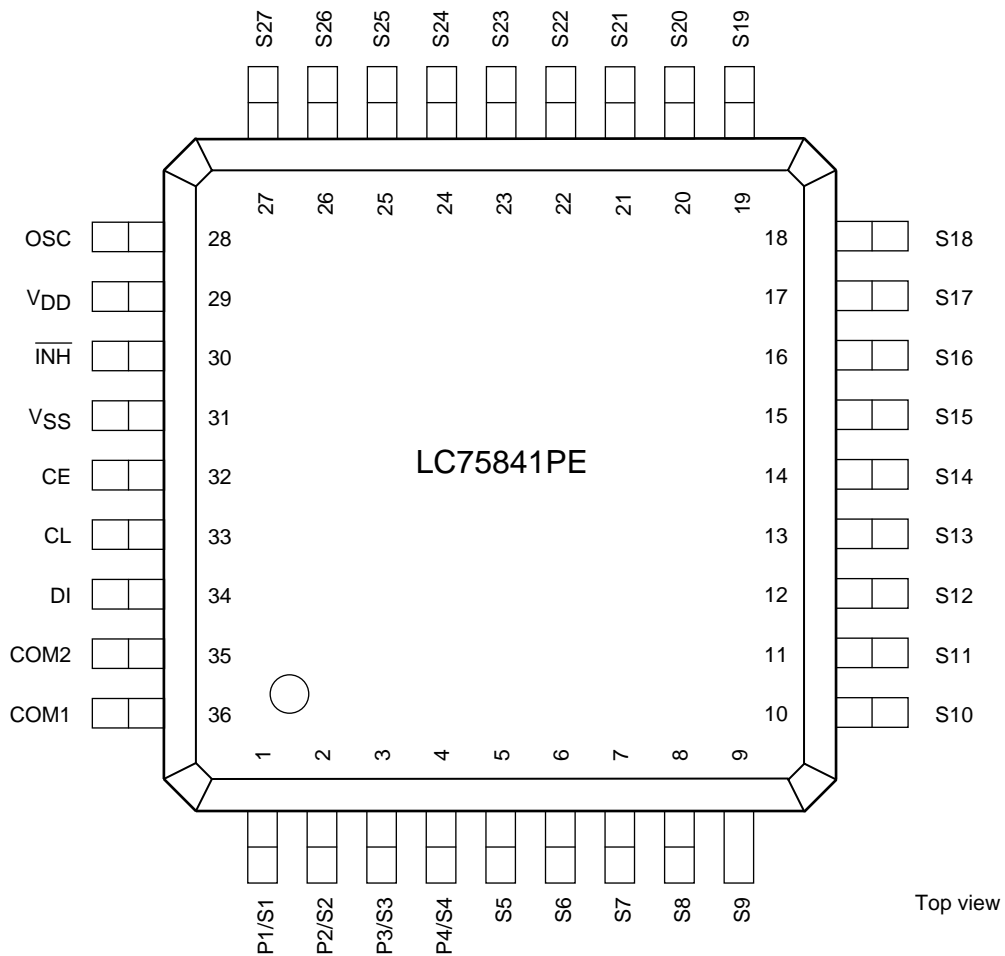 S27 S26 S25 S24 S23 S22 S21 S20 S19
27 26 25 24 23 22 21 20 19
OSC 28 18 S18
VDD 29 17 S17
INH 30 16 S16
VSS 31 15 S15
CE 32 14 S14
LC75841PE
CL 33 13 S13
DI 34 12 S12
COM2 35 11 S11
COM1 36 10 S10
1 2 3 4 5 6 7 8 9
P1/S1 P2/S2 P3/S3 P4/S4 S5 S6 S7 S8 S9
Top view